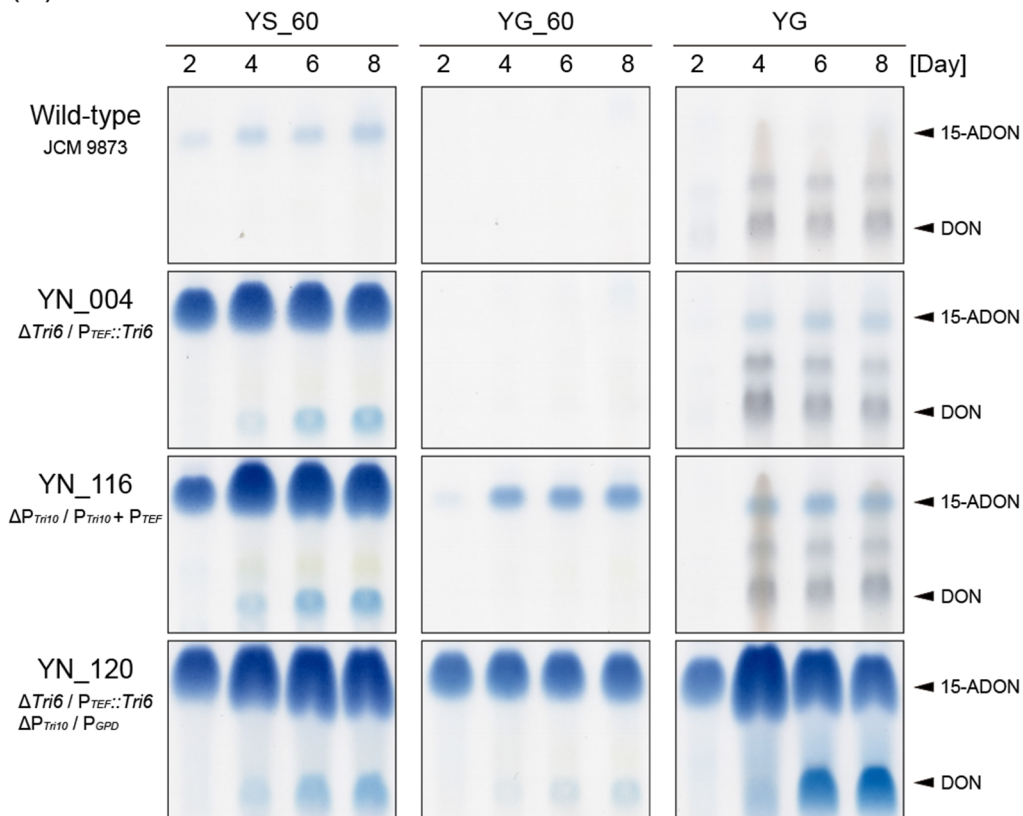 YS_60 YG_60 YG
2 4 6 8 2 4 6 8 2 4 6 8 [Day]
Wild-type
JCM 9873
15-ADON
DON
YN_004
ΔTri6 / PTEF::Tri6
15-ADON
DON
YN_116
ΔPTri10 / PTri10 + PTEF
15-ADON
DON
YN_120
ΔTri6 / PTEF::Tri6
ΔPTri10 / PGPD
15-ADON
DON